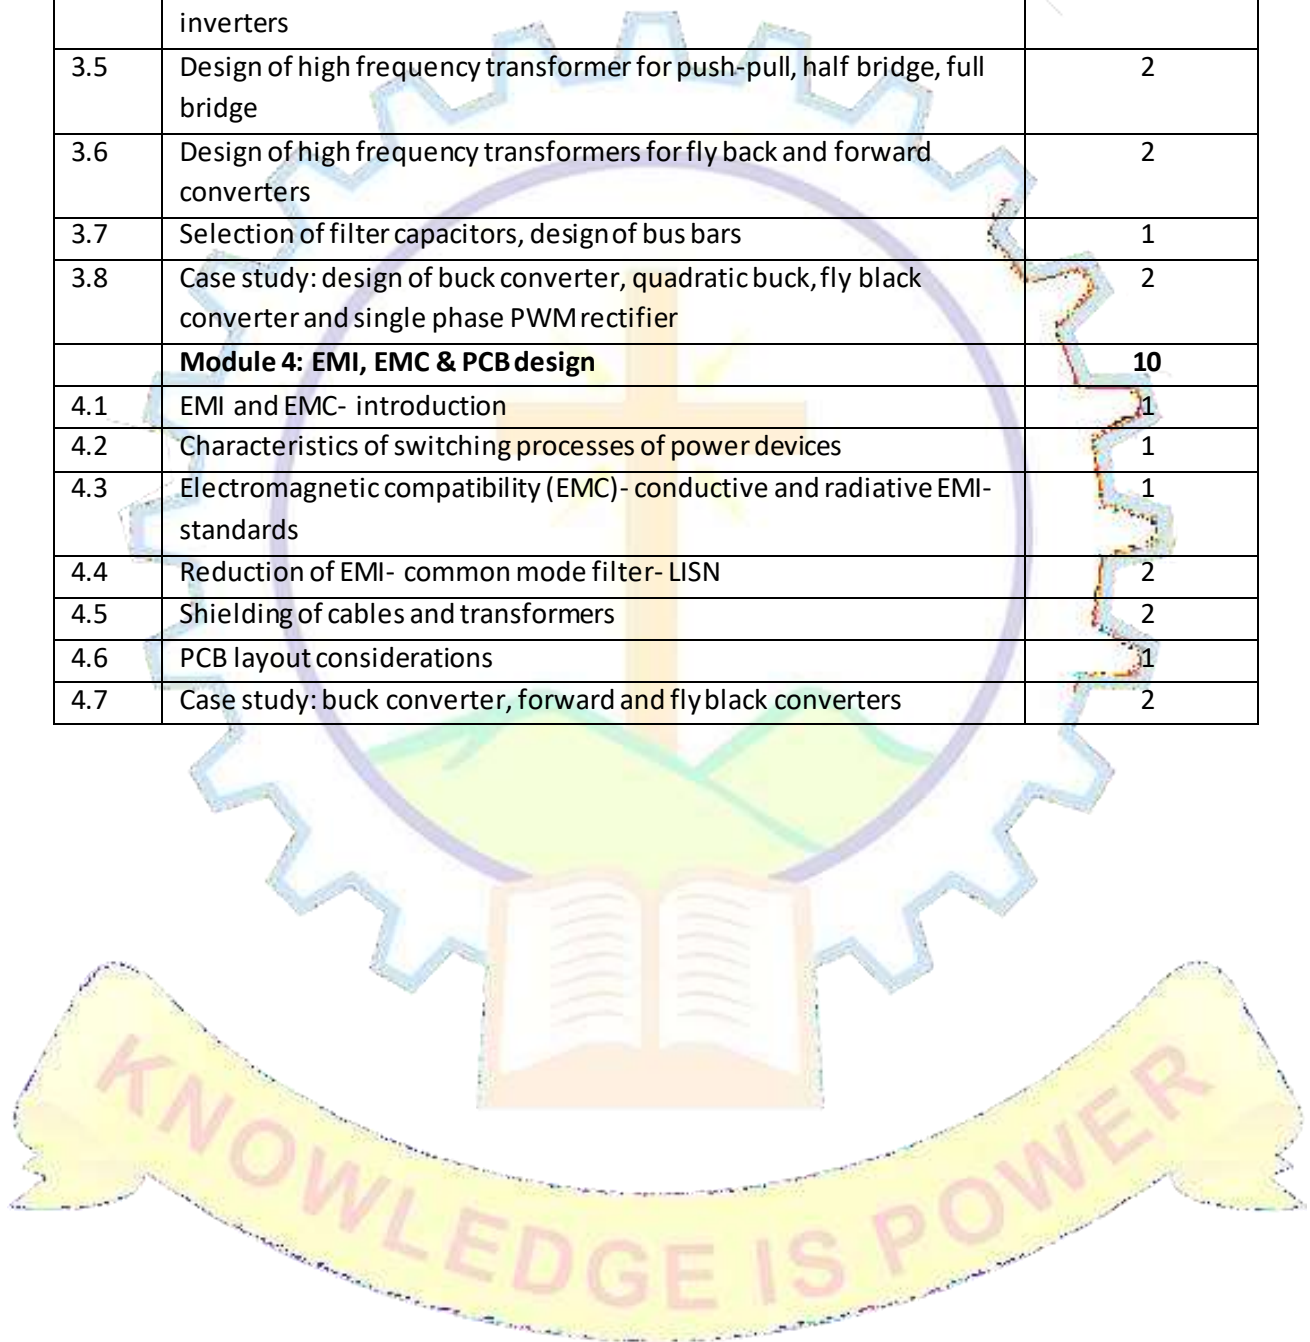 inverters
3.5 Design of high frequency transformer for push-pull, half bridge, full 2
bridge
3.6 Design of high frequency transformers for fly back and forward 2
converters
3.7 Selection of filter capacitors, design of bus bars 1
3.8 Case study: design of buck converter, quadratic buck, fly black 2
converter and single phase PWM rectifier
Module 4: EMI, EMC & PCB design 10
4.1 EMI and EMC- introduction 1
4.2 Characteristics of switching processes of power devices 1
4.3 Electromagnetic compatibility (EMC)- conductive and radiative EMI- 1
standards
4.4 Reduction of EMI- common mode filter- LISN 2
4.5 Shielding of cables and transformers 2
4.6 PCB layout considerations 1
4.7 Case study: buck converter, forward and fly black converters 2
KNOWLEDGE IS POWER